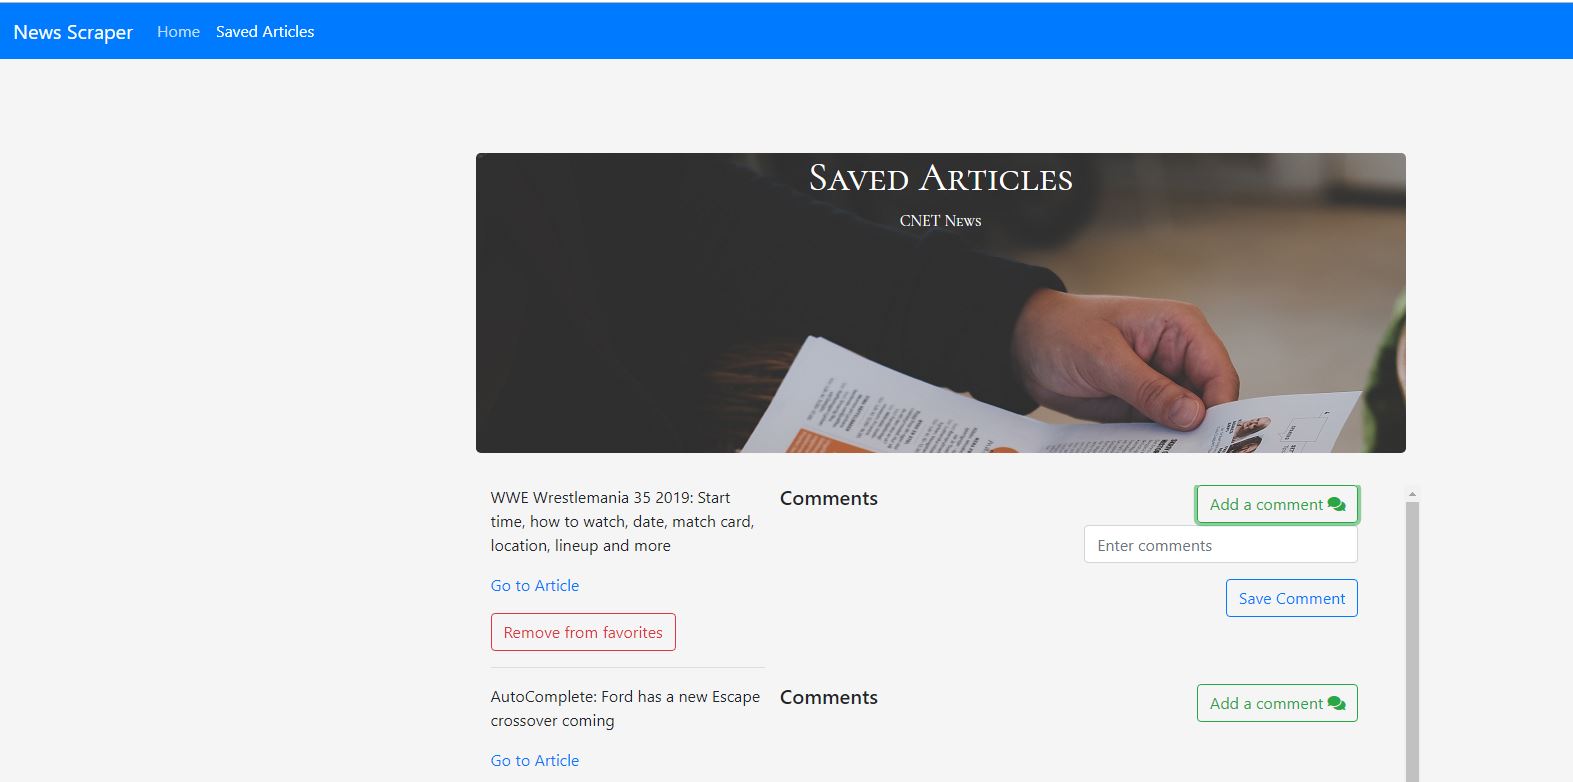 News Scraper Home Saved Articles
Saved Articles
CNET News
WWE Wrestlemania 35 2019: Start
time, how to watch, date, match card,
location, lineup and more
Go to Article
Remove from favorites
Comments
Add a comment
Enter comments
Save Comment
AutoComplete: Ford has a new Escape
crossover coming
Go to Article
Comments
Add a comment